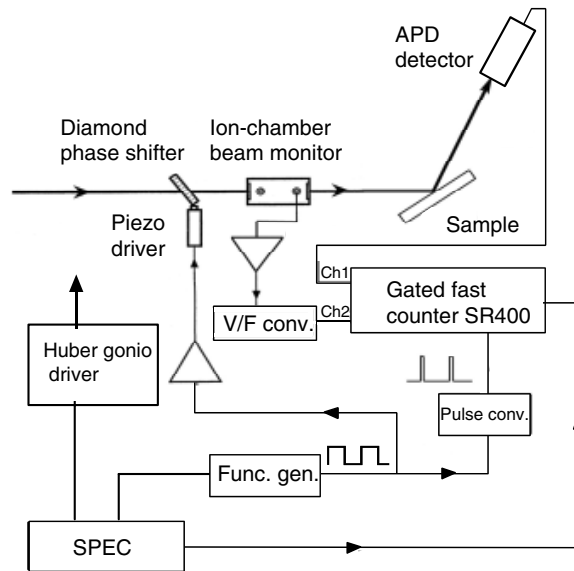 APD
detector
Diamond
phase shifter
Ion-chamber
beam monitor
Piezo
driver
Sample
Ch1
Ch2
Gated fast
counter SR400
V/F conv.
Huber gonio
driver
Pulse conv.
Func. gen.
SPEC